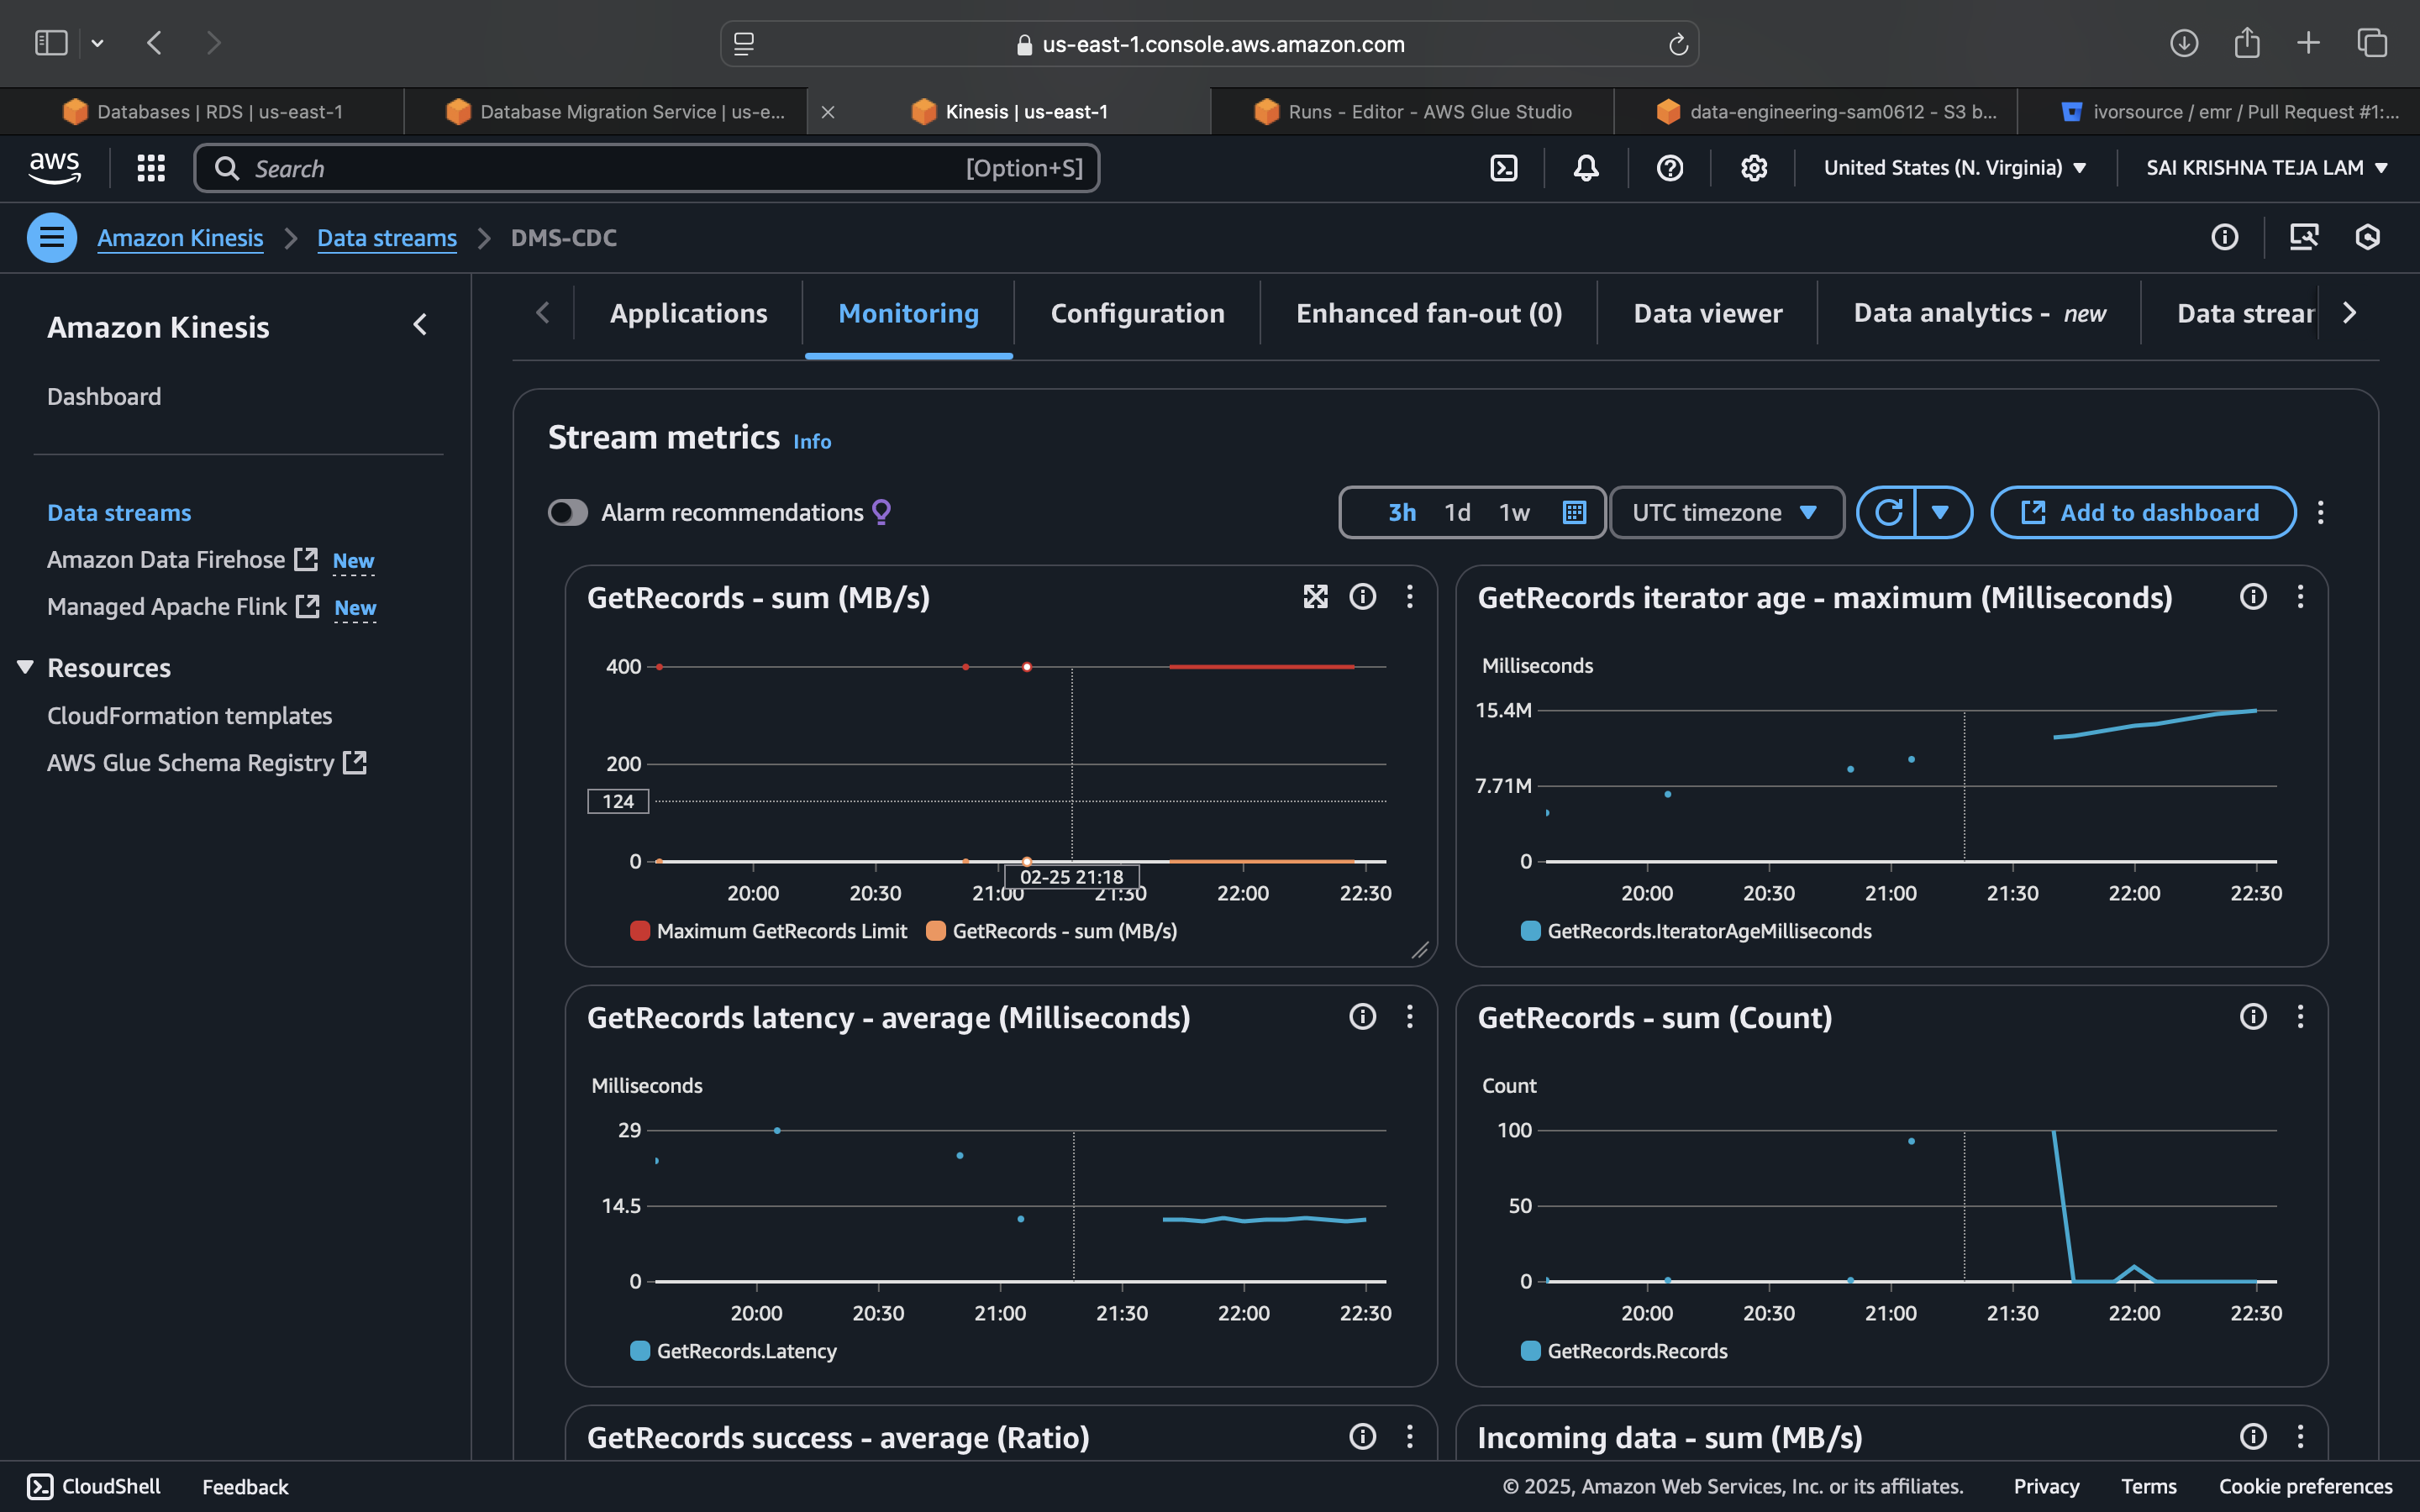 us-east-1.console.aws.amazon.com
Databases | RDS | us-east-1
Database Migration Service | us-e...
Kinesis | us-east-1
Runs - Editor - AWS Glue Studio
data-engineering-sam0612 - S3 b...
ivorsource / emr / Pull Request #1:...
aws
Search
[Option+S]
United States (N. Virginia)
SAI KRISHNA TEJA LAM
Amazon Kinesis
Data streams
DMS-CDC
Amazon Kinesis
Dashboard
Data streams
Amazon Data Firehose New
Managed Apache Flink New
Resources
CloudFormation templates
AWS Glue Schema Registry
Applications
Monitoring
Configuration
Enhanced fan-out (0)
Data viewer
Data analytics - new
Data strear
Stream metrics Info
Alarm recommendations
3h 1d 1w
UTC timezone
Add to dashboard
GetRecords - sum (MB/s)
400
200
124
0
02-25 21:18
20:00 20:30 21:00 21:30 22:00 22:30
Maximum GetRecords Limit GetRecords - sum (MB/s)
GetRecords iterator age - maximum (Milliseconds)
Milliseconds
15.4M
7.71M
0
20:00 20:30 21:00 21:30 22:00 22:30
GetRecords.IteratorAgeMilliseconds
GetRecords latency - average (Milliseconds)
Milliseconds
29
14.5
0
20:00 20:30 21:00 21:30 22:00 22:30
GetRecords.Latency
GetRecords - sum (Count)
Count
100
50
0
20:00 20:30 21:00 21:30 22:00 22:30
GetRecords.Records
GetRecords success - average (Ratio)
Incoming data - sum (MB/s)
CloudShell
Feedback
© 2025, Amazon Web Services, Inc. or its affiliates.
Privacy
Terms
Cookie preferences